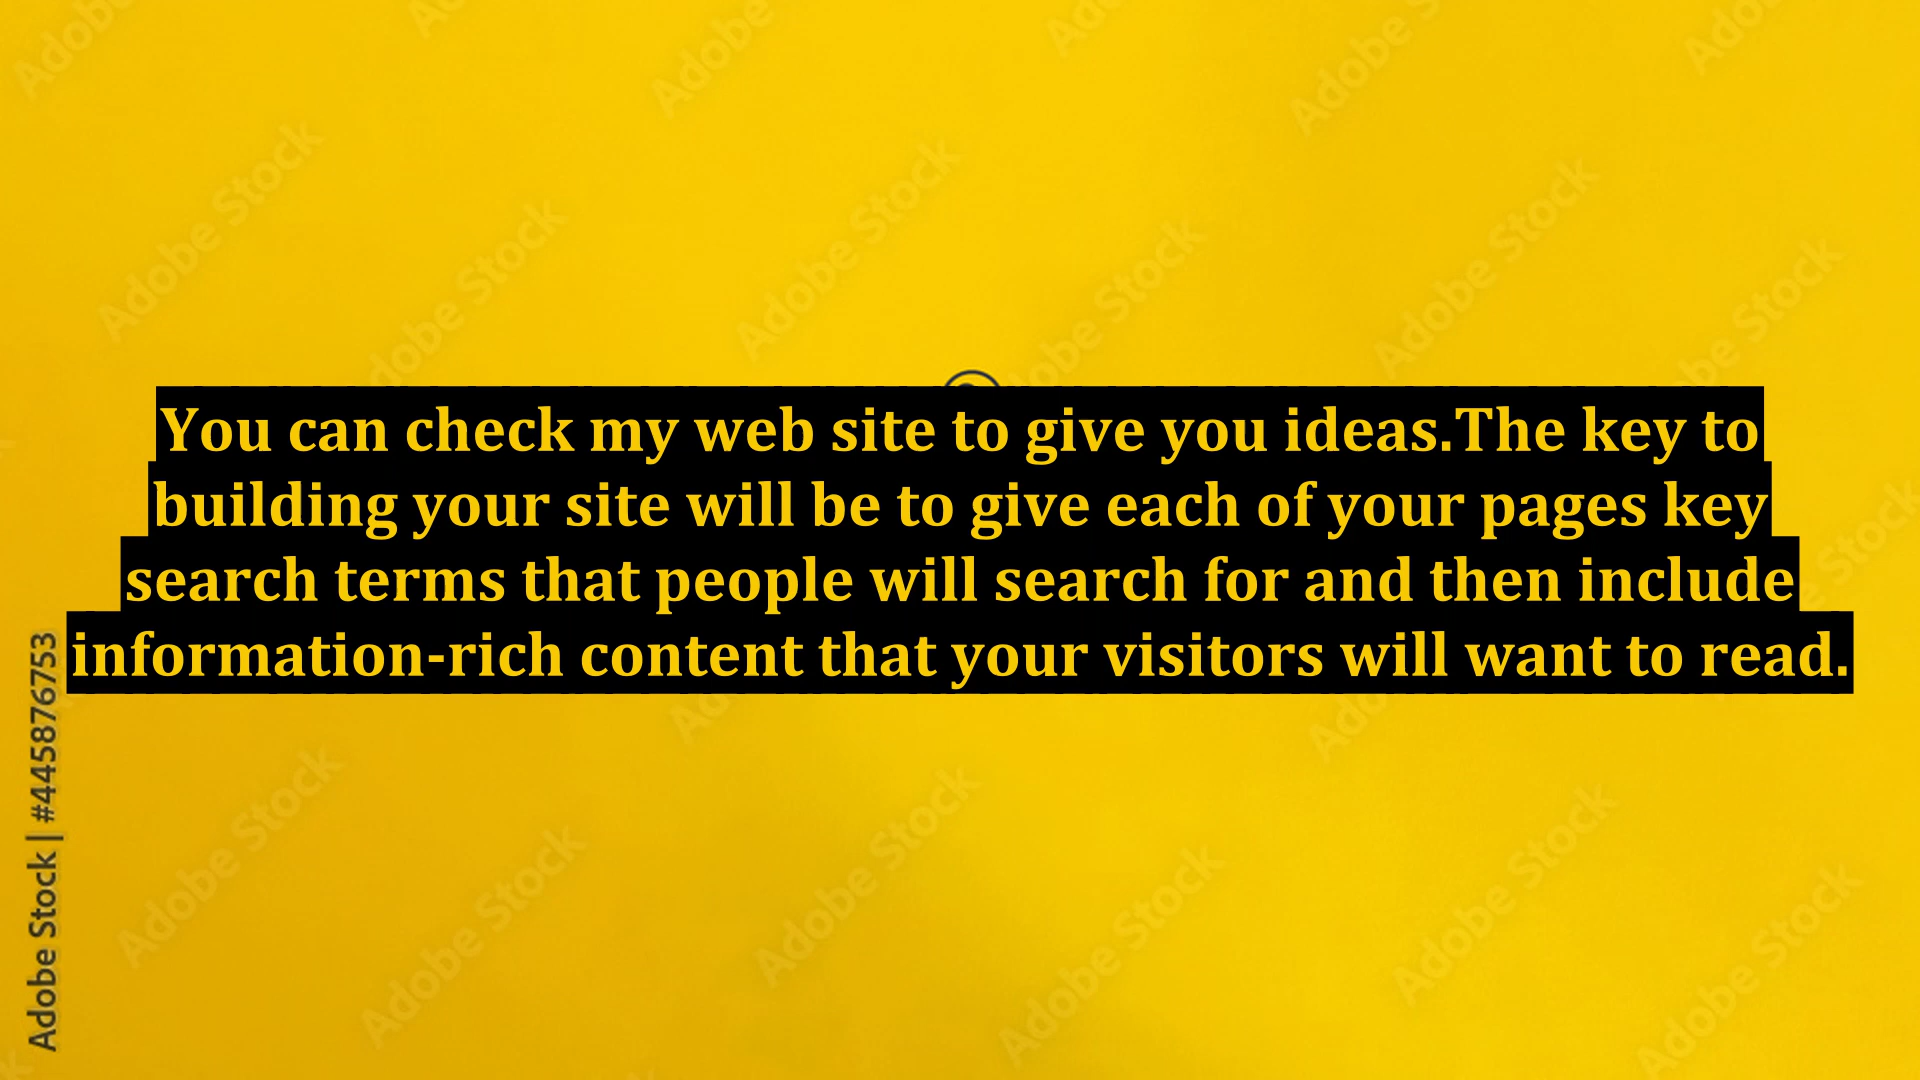 You can check my web site to give you ideas.The key to
building your site will be to give each of your pages key
search terms that people will search for and then include
information-rich content that your visitors will want to read.
Adobe Stock | #445876753
Adobe Stock